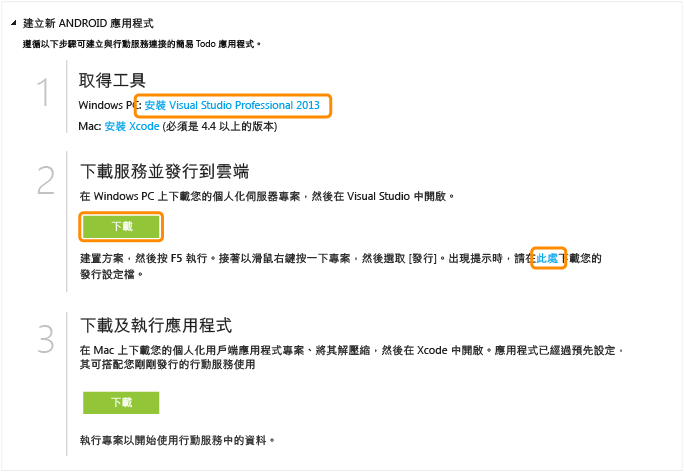 建立新 ANDROID 應用程式
遵循以下步驟可建立與行動服務連接的簡易 Todo 應用程式。
1
取得工具
Windows PC: 安裝 Visual Studio Professional 2013
Mac: 安裝 Xcode (必須是 4.4 以上的版本)
2
下載服務並發行到雲端
在 Windows PC 上下載您的個人化伺服器專案，然後在 Visual Studio 中開啟。
下載
建置方案，然後按 F5 執行。接著以滑鼠右鍵按一下專案，然後選取 [發行]。出現提示時，請在此處下載您的
發行設定檔。
3
下載及執行應用程式
在 Mac 上下載您的個人化用戶端應用程式專案、將其解壓縮，然後在 Xcode 中開啟。應用程式已經過預先設定，
其可搭配您剛剛發行的行動服務使用
下載
執行專案以開始使用行動服務中的資料。